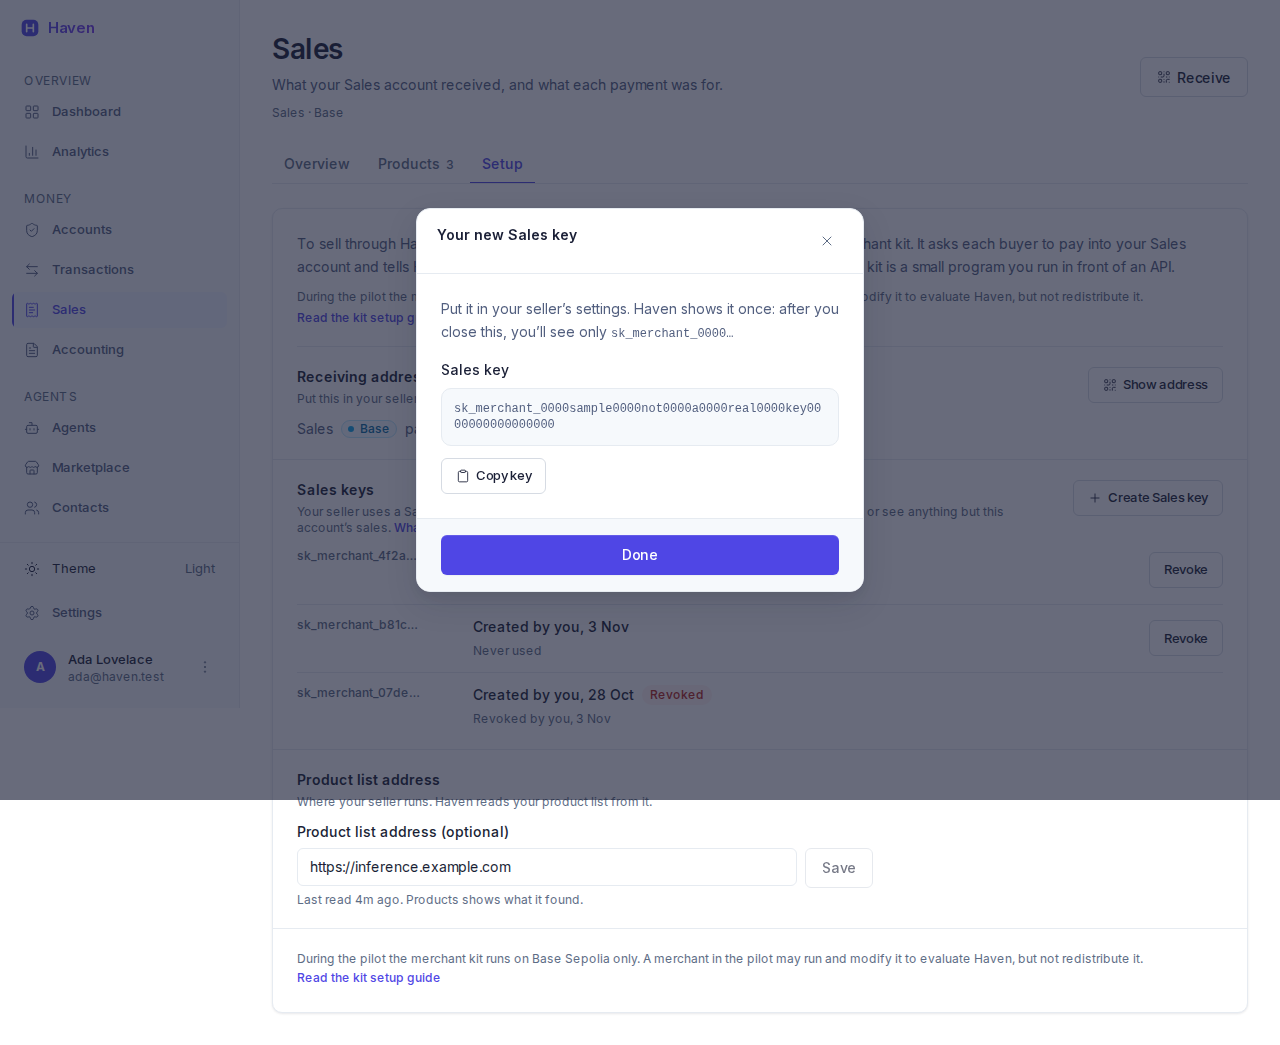 Haven
OVERVIEW
Dashboard
Analytics
MONEY
Accounts
Transactions
Sales
Accounting
AGENTS
Agents
Marketplace
Contacts
Theme Light
Settings
A Ada Lovelace
ada@haven.test
Sales
What your Sales account received, and what each payment was for.
Sales · Base
Receive
Overview Products 3 Setup
To sell through Ha
hant kit. It asks each buyer to pay into your Sales
account and tells
kit is a small program you run in front of an API.
During the pilot the
odify it to evaluate Haven, but not redistribute it.
Read the kit setup g
Receiving addre
Put this in your seller
Show address
Sales Base pa
Sales keys
Your seller uses a Sa
or see anything but this
account’s sales. Wha
Create Sales key
sk_merchant_4f2a…
Revoke
sk_merchant_b81c…
Created by you, 3 Nov
Never used
Revoke
sk_merchant_07de…
Created by you, 28 Oct Revoked
Revoked by you, 3 Nov
Your new Sales key
Put it in your seller’s settings. Haven shows it once: after you
close this, you’ll see only sk_merchant_0000…
Sales key
sk_merchant_0000sample0000not0000a0000real0000key00
00000000000000
Copy key
Done
Product list address
Where your seller runs. Haven reads your product list from it.
Product list address (optional)
https://inference.example.com
Save
Last read 4m ago. Products shows what it found.
During the pilot the merchant kit runs on Base Sepolia only. A merchant in the pilot may run and modify it to evaluate Haven, but not redistribute it.
Read the kit setup guide